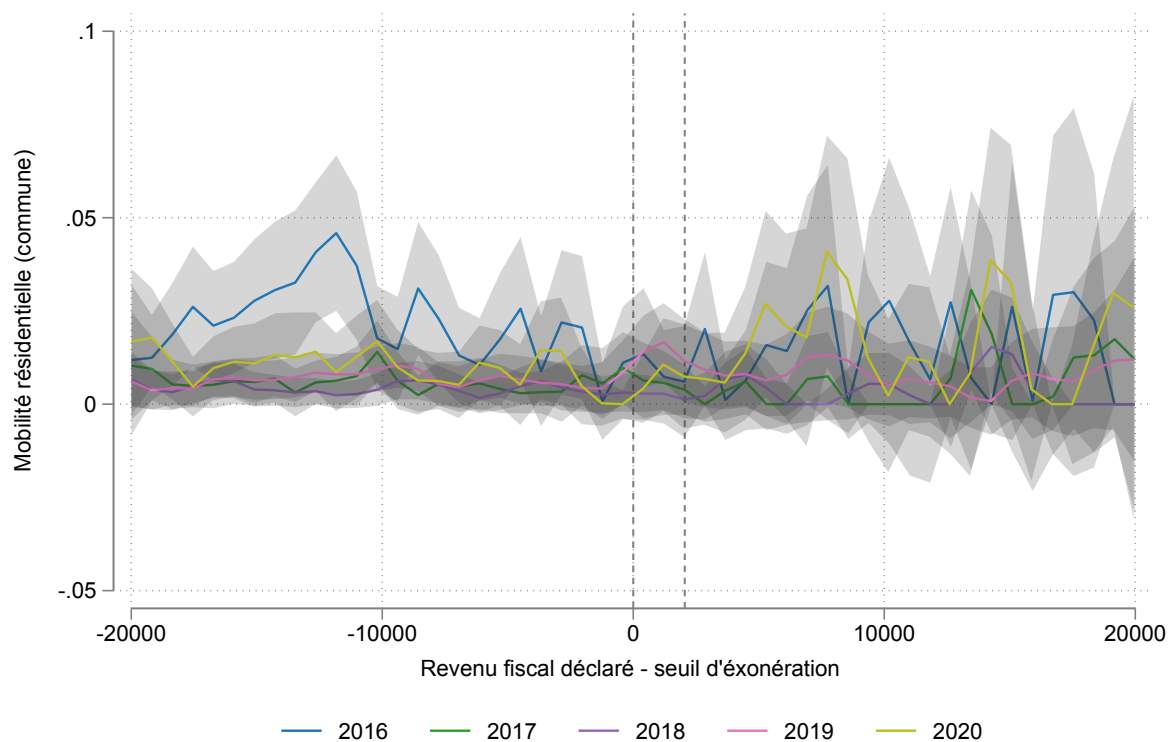 .1
.05
0
-.05
Mobilité résidentielle (commune)
-20000 -10000 0 10000 20000
Revenu fiscal déclaré - seuil d'éxonération
2016 2017 2018 2019 2020